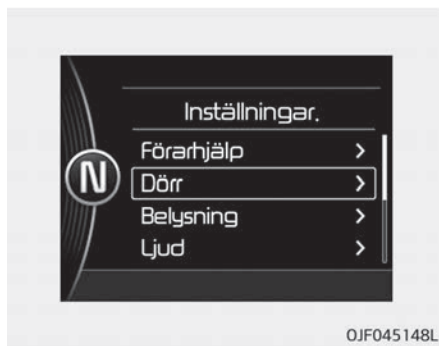 Inställningar.
Förarhjälp >
N
Dörr >
Belysning >
Ljud >
OJF045148L